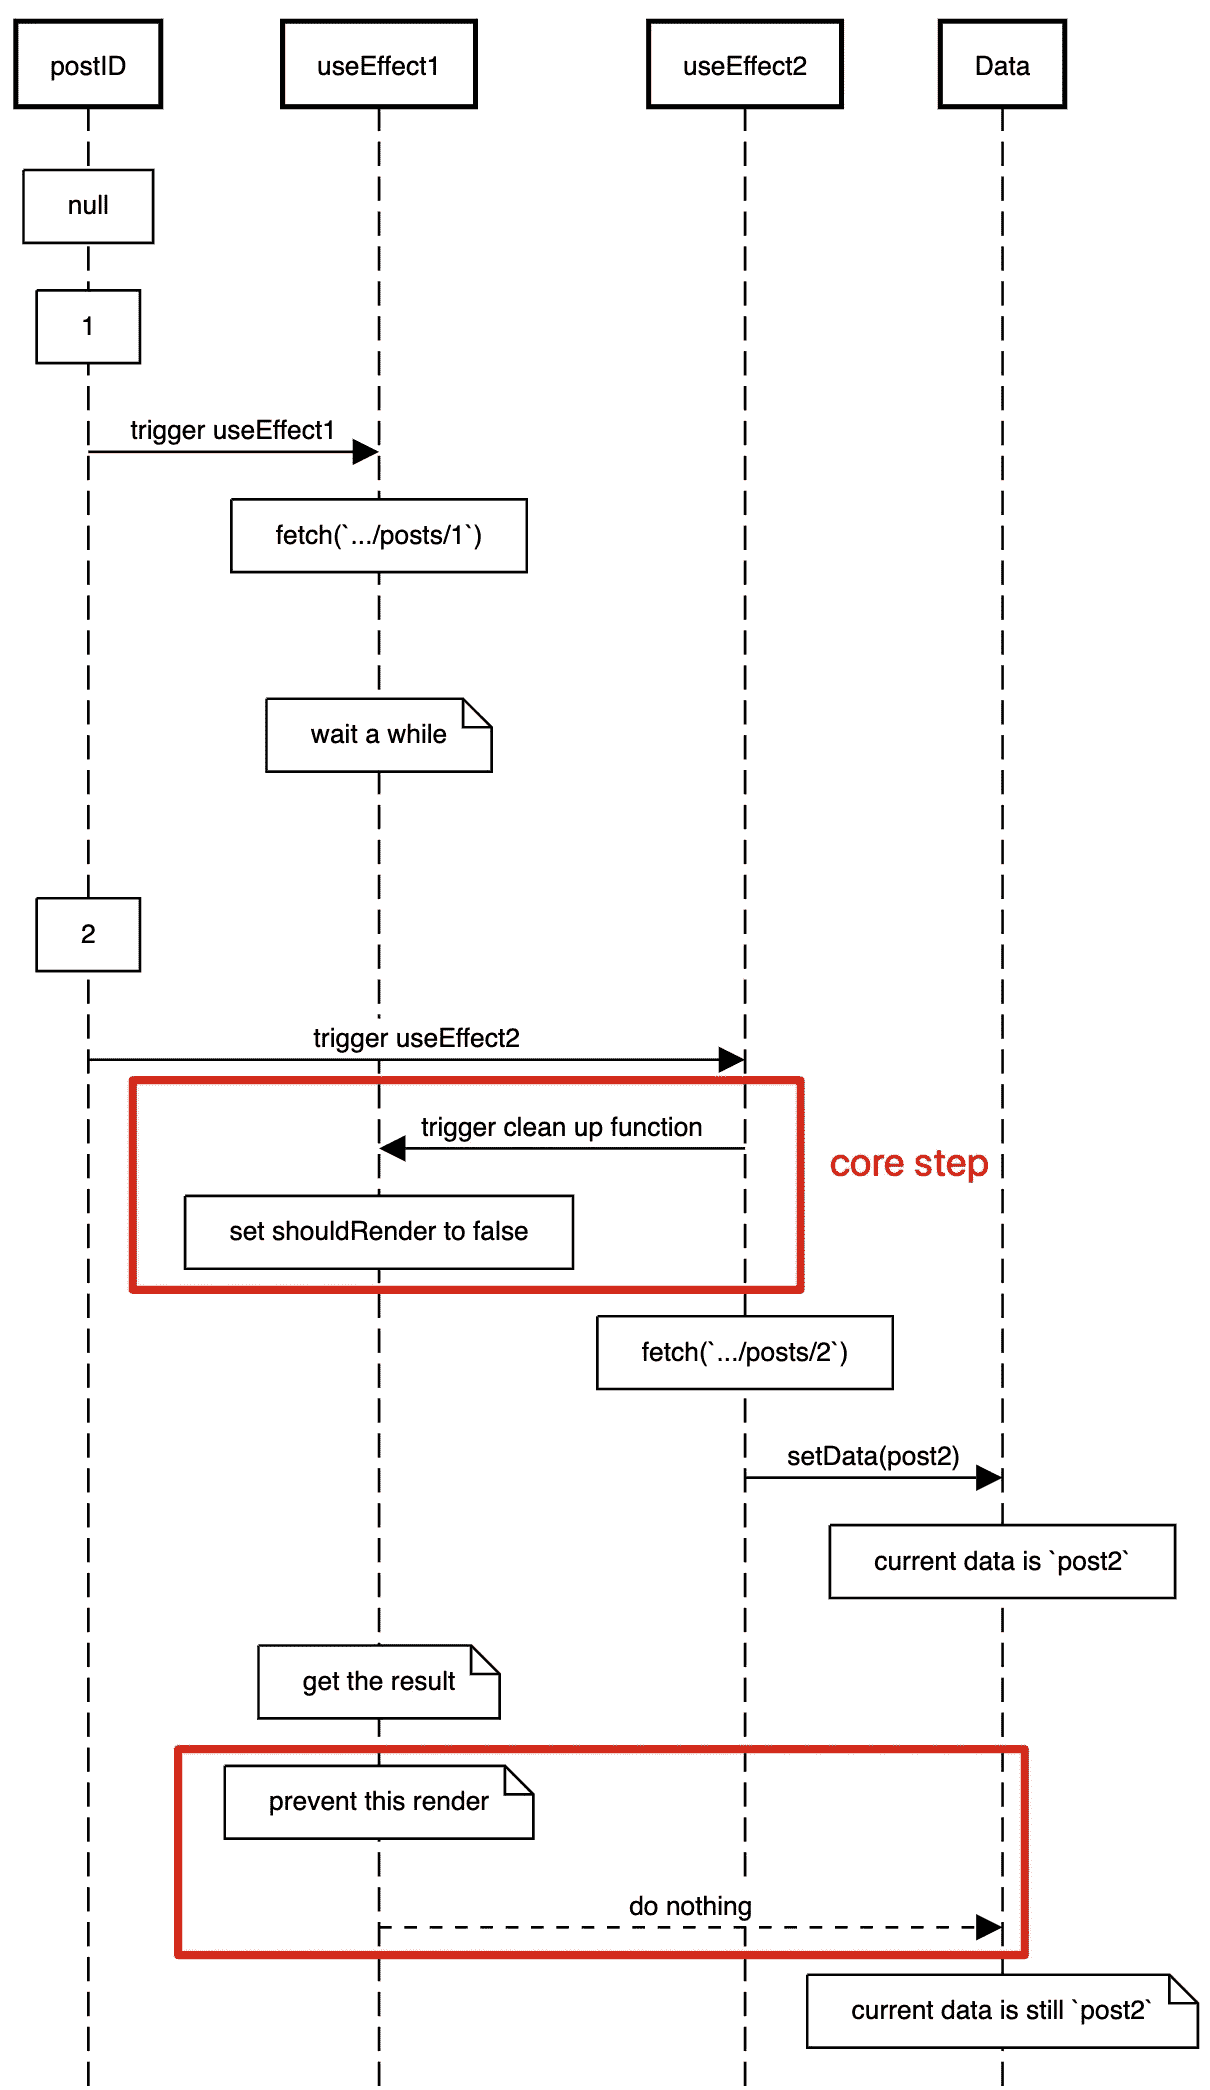 postID
useEffect1
useEffect2
Data
null
1
trigger useEffect1
fetch(`.../posts/1`)
wait a while
2
trigger useEffect2
trigger clean up function
core step
set shouldRender to false
fetch(`.../posts/2`)
setData(post2)
current data is `post2`
get the result
prevent this render
do nothing
current data is still `post2`